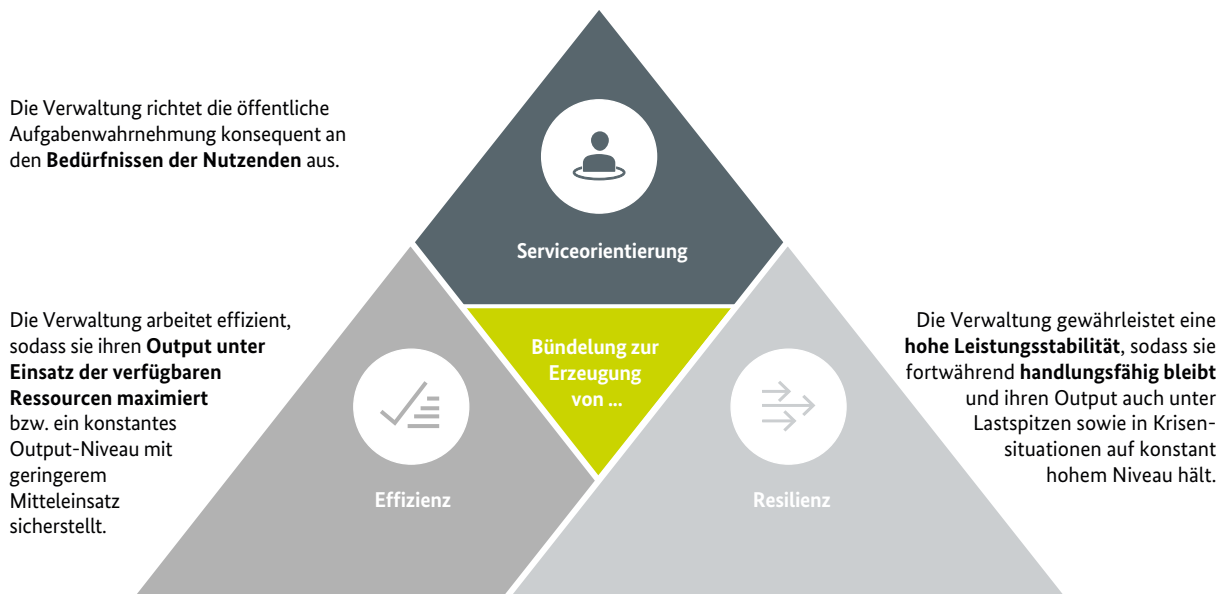 Die Verwaltung richtet die öffentliche
Aufgabenwahrnehmung konsequent an
den Bedürfnissen der Nutzenden aus.
Serviceorientierung
Die Verwaltung arbeitet effizient,
sodass sie ihren Output unter
Einsatz der verfügbaren
Ressourcen maximiert
bzw. ein konstantes
Output-Niveau mit
geringerem
Mitteleinsatz
sicherstellt.
Bündelung zur
Erzeugung
von ...
Die Verwaltung gewährleistet eine
hohe Leistungsstabilität, sodass sie
fortwährend handlungsfähig bleibt
und ihren Output auch unter
Lastspitzen sowie in Krisen-
situationen auf konstant
hohem Niveau hält.
Effizienz
Resilienz